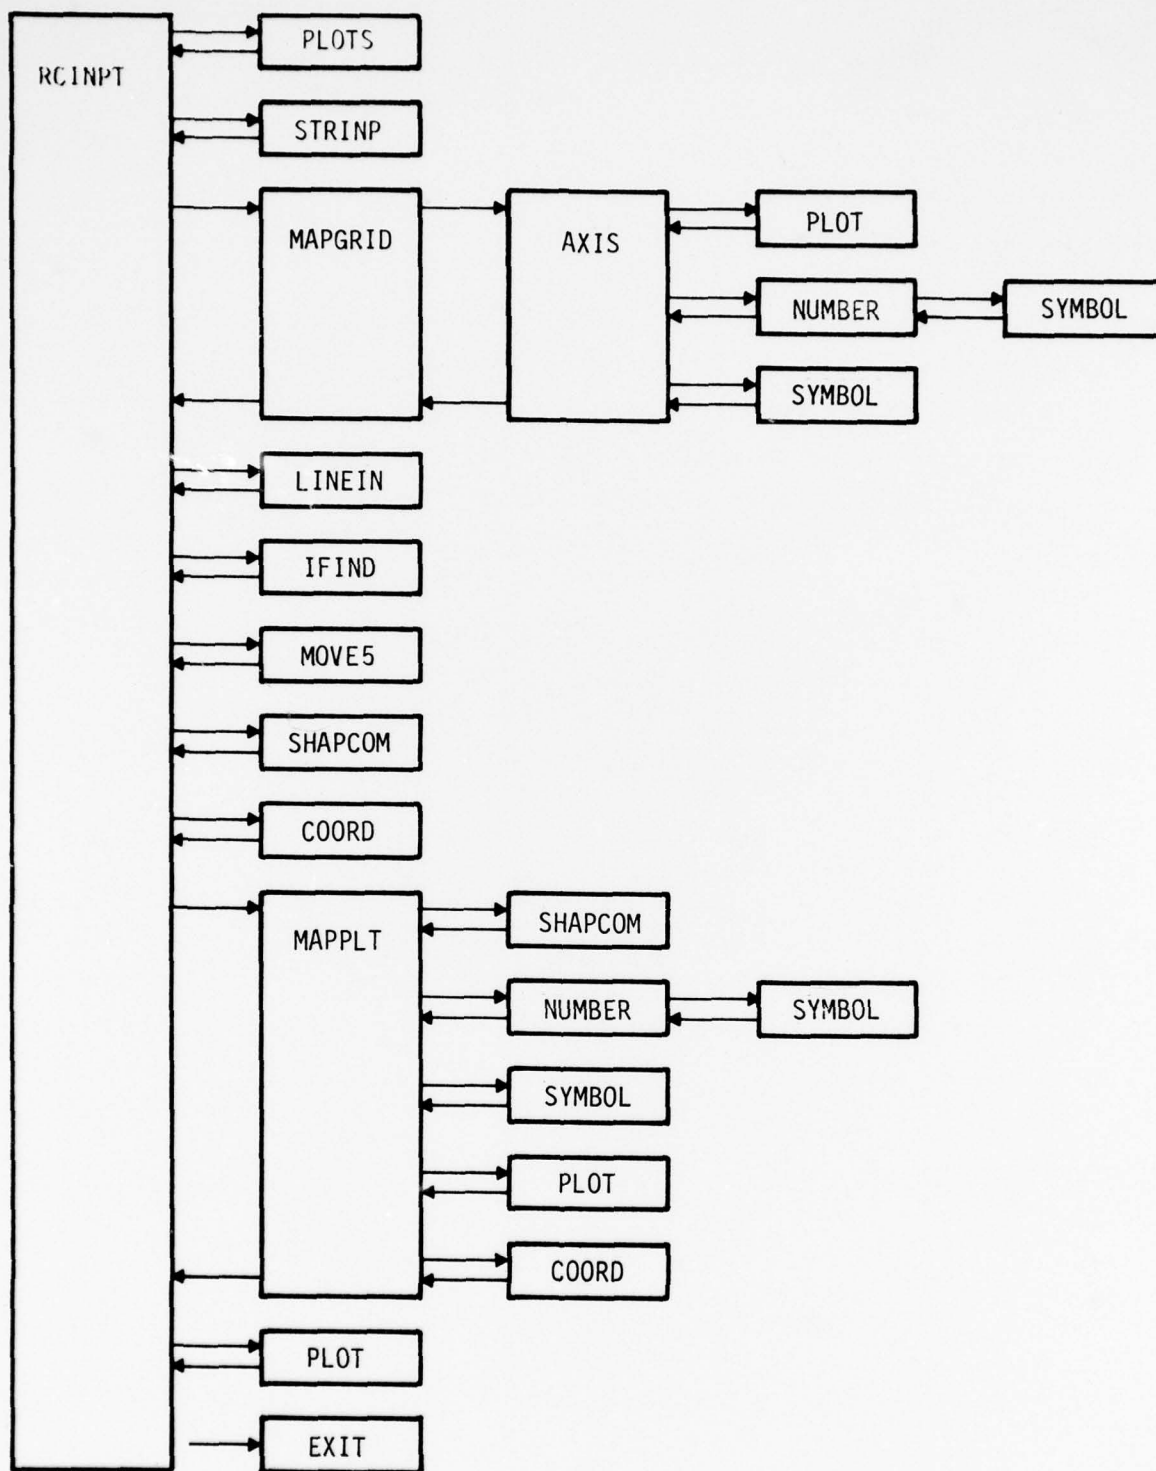 RCINPT
PLOTS
STRINP
MAPGRID
AXIS
PLOT
NUMBER
SYMBOL
SYMBOL
LINEIN
IFIND
MOVE5
SHAPCOM
COORD
MAPPLT
SHAPCOM
NUMBER
SYMBOL
SYMBOL
PLOT
COORD
PLOT
EXIT